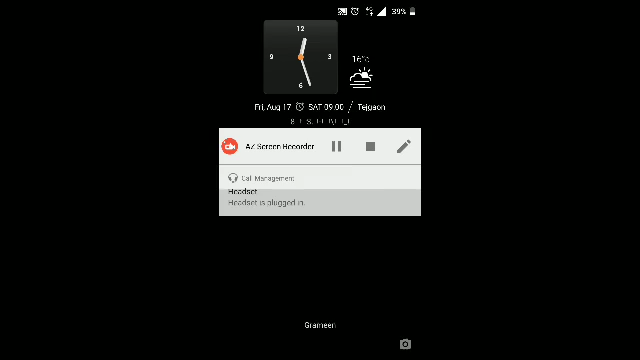 4G 39%
12
9 3
6
16°c
Fri, Aug 17 SAT 09:00 / Tejgaon
AZ Screen Recorder
Call Management
Headset
Headset is plugged in.
Grameen